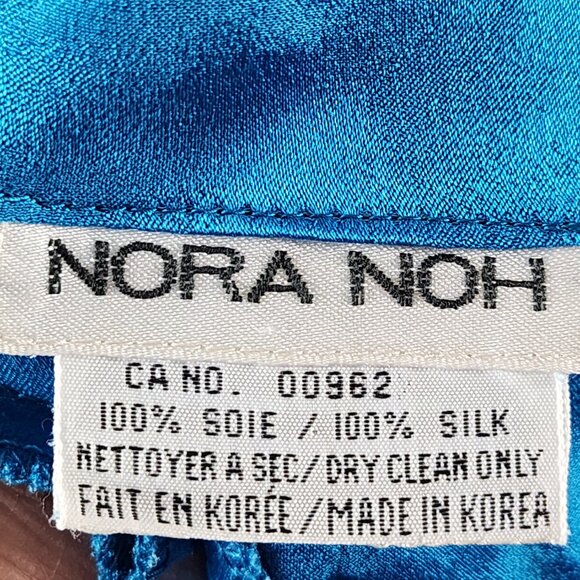 NORA NOH
CA NO. 00962
100% SOIE / 100% SILK
NETTOYER A SEC/DRY CLEAN ONLY
FAIT EN KORÉE/MADE IN KOREA